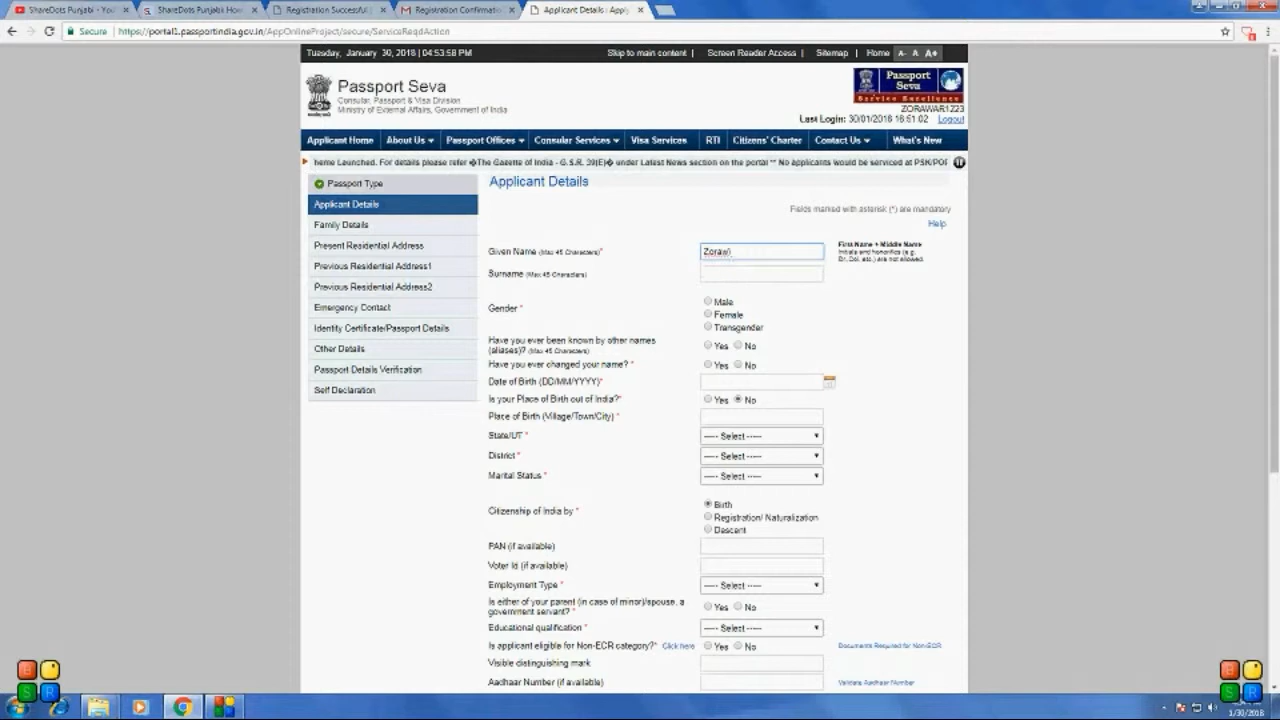 ShareDots Punjabi - You
ShareDots Punjabi: How
Registration Successful |
Registration Confirmatio
Applicant Details : Apply
Secure | https://portal1.passportindia.gov.in/AppOnlineProject/secure/ServiceReqdAction
Tuesday, January 30, 2018 | 04:53:58 PM
Skip to main content | Screen Reader Access | Sitemap | Home A- A A+
Passport Seva
Consular, Passport & Visa Division
Ministry of External Affairs, Government of India
Passport
Seva
Service Excellence
ZORAWAR1223
Last Login: 30/01/2018 16:51:02 Logout
Applicant Home About Us Passport Offices Consular Services Visa Services RTI Citizens' Charter Contact Us What's New
heme Launched. For details please refer �The Gazette of India - G.S.R. 39(E)� under Latest News section on the portal ** No applicants would be serviced at PSK/POP
Passport Type
Applicant Details
Family Details
Present Residential Address
Previous Residential Address1
Previous Residential Address2
Emergency Contact
Identity Certificate/Passport Details
Other Details
Passport Details Verification
Self Declaration
Applicant Details
Fields marked with asterisk (*) are mandatory
Help
Given Name (Max 45 Characters)*
First Name + Middle Name
Initials and honorifics (e.g.
Dr., Col. etc.) are not allowed.
Surname (Max 45 Characters)
Gender *
Male
Female
Transgender
Have you ever been known by other names
(aliases)? (Max 45 Characters)
Yes No
Have you ever changed your name? *
Yes No
Date of Birth (DD/MM/YYYY)*
Is your Place of Birth out of India?*
Yes No
Place of Birth (Village/Town/City) *
State/UT *
----- Select -----
District *
----- Select -----
Marital Status *
----- Select -----
Citizenship of India by *
Birth
Registration/ Naturalization
Descent
PAN (if available)
Voter Id (if available)
Employment Type *
----- Select -----
Is either of your parent (in case of minor)/spouse, a
government servant? *
Yes No
Educational qualification *
----- Select -----
Is applicant eligible for Non-ECR category?* Click here
Yes No
Documents Required for Non-ECR
Visible distinguishing mark
Aadhaar Number (if available)
Validate Aadhaar Number
E
S R
E
S R
1/30/2018